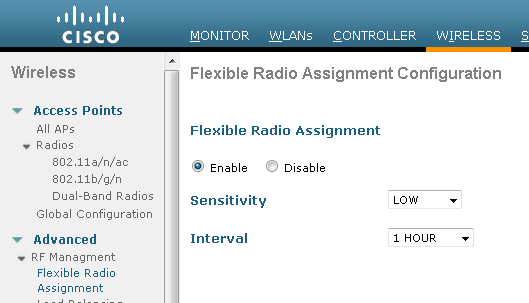 CISCO
MONITOR WLANs CONTROLLER WIRELESS S
Wireless
Access Points
All APs
Radios
802.11a/n/ac
802.11b/g/n
Dual-Band Radios
Global Configuration
Advanced
RF Managment
Flexible Radio
Assignment
Flexible Radio Assignment Configuration
Flexible Radio Assignment
Enable Disable
Sensitivity LOW
Interval 1 HOUR